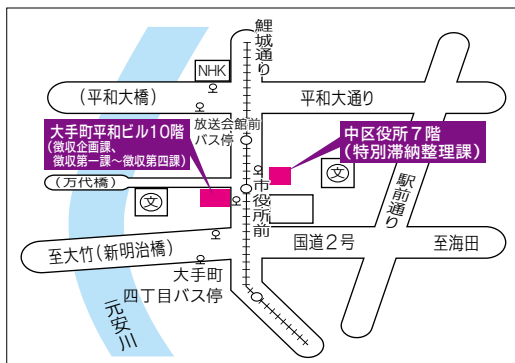 鯉城通り
NHK
(平和大橋)
平和大通り
放送会館前
バス停
大手町平和ビル10階
(徴収企画課、
徴収第一課〜徴収第四課)
中区役所7階
(特別滞納整理課)
文
(万代橋)
文
市役所前
駅前通り
至大竹(新明治橋)
国道2号
至海田
大手町
四丁目バス停
元安川